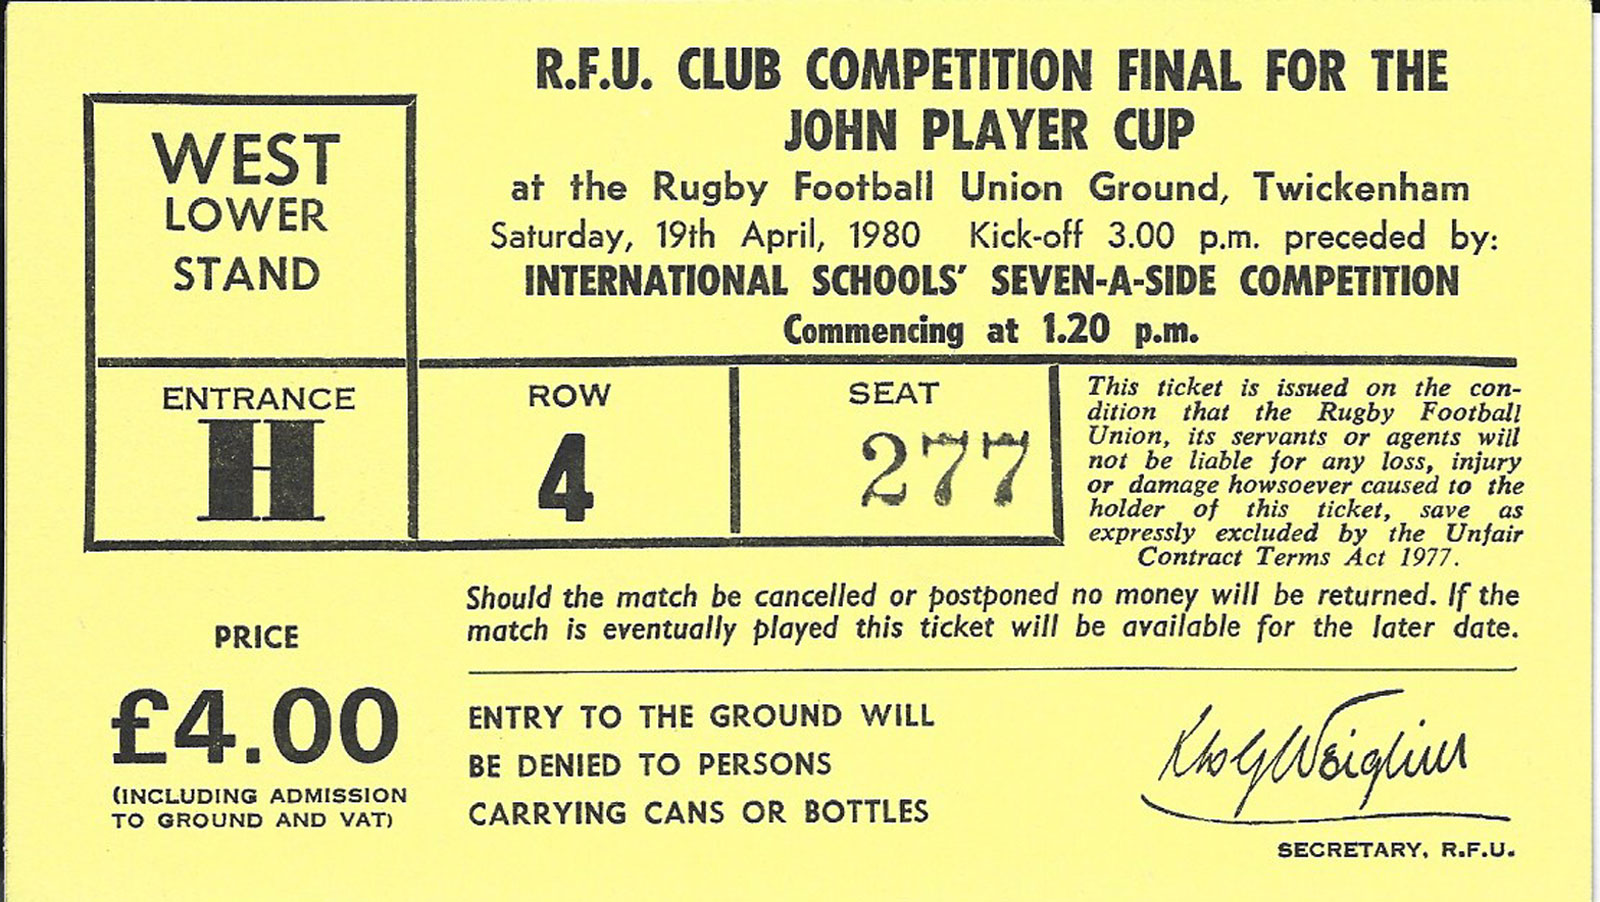 R.F.U. CLUB COMPETITION FINAL FOR THE
JOHN PLAYER CUP
at the Rugby Football Union Ground, Twickenham
Saturday, 19th April, 1980 Kick-off 3.00 p.m. preceded by:
INTERNATIONAL SCHOOLS' SEVEN-A-SIDE COMPETITION
Commencing at 1.20 p.m.
WEST
LOWER
STAND
ENTRANCE
H
ROW
4
SEAT
277
This ticket is issued on the con-
dition that the Rugby Football
Union, its servants or agents will
not be liable for any loss, injury
or damage howsoever caused to the
holder of this ticket, save as
expressly excluded by the Unfair
Contract Terms Act 1977.
Should the match be cancelled or postponed no money will be returned. If the
match is eventually played this ticket will be available for the later date.
PRICE
£4.00
(INCLUDING ADMISSION
TO GROUND AND VAT)
ENTRY TO THE GROUND WILL
BE DENIED TO PERSONS
CARRYING CANS OR BOTTLES
SECRETARY, R.F.U.